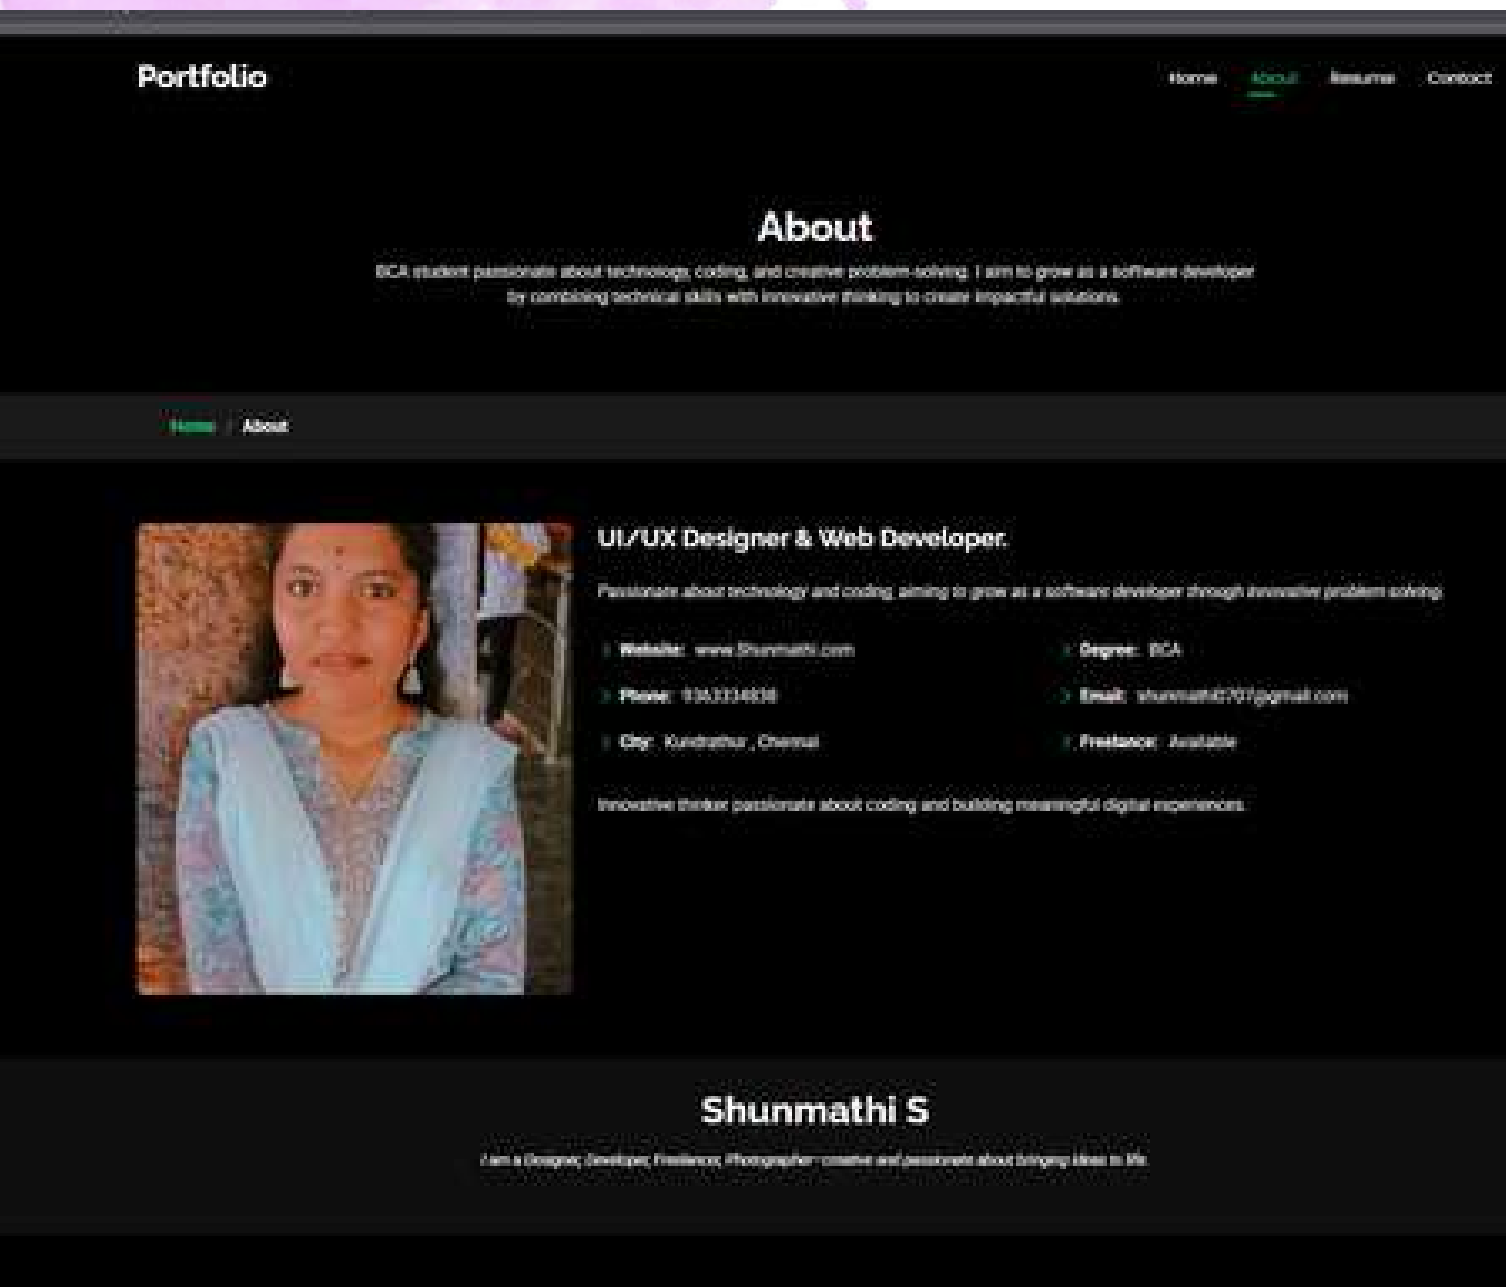 Portfolio
Home About Resume Contact
About
BCA student passionate about technology, coding, and creative problem-solving. I aim to grow as a software developer
by combining technical skills with innovative thinking to create impactful solutions.
Home / About
UI/UX Designer & Web Developer.
Passionate about technology and coding, aiming to grow as a software developer through innovative problem solving.
Website: www.Shunmathi.com
Degree: BCA
Phone:
Email:
City: Kundrathur , Chennai
Freelance: Available
Innovative thinker passionate about coding and building meaningful digital experiences.
Shunmathi S
I am a Designer, Developer, Freelancer, Photographer—creative and passionate about bringing ideas to life.